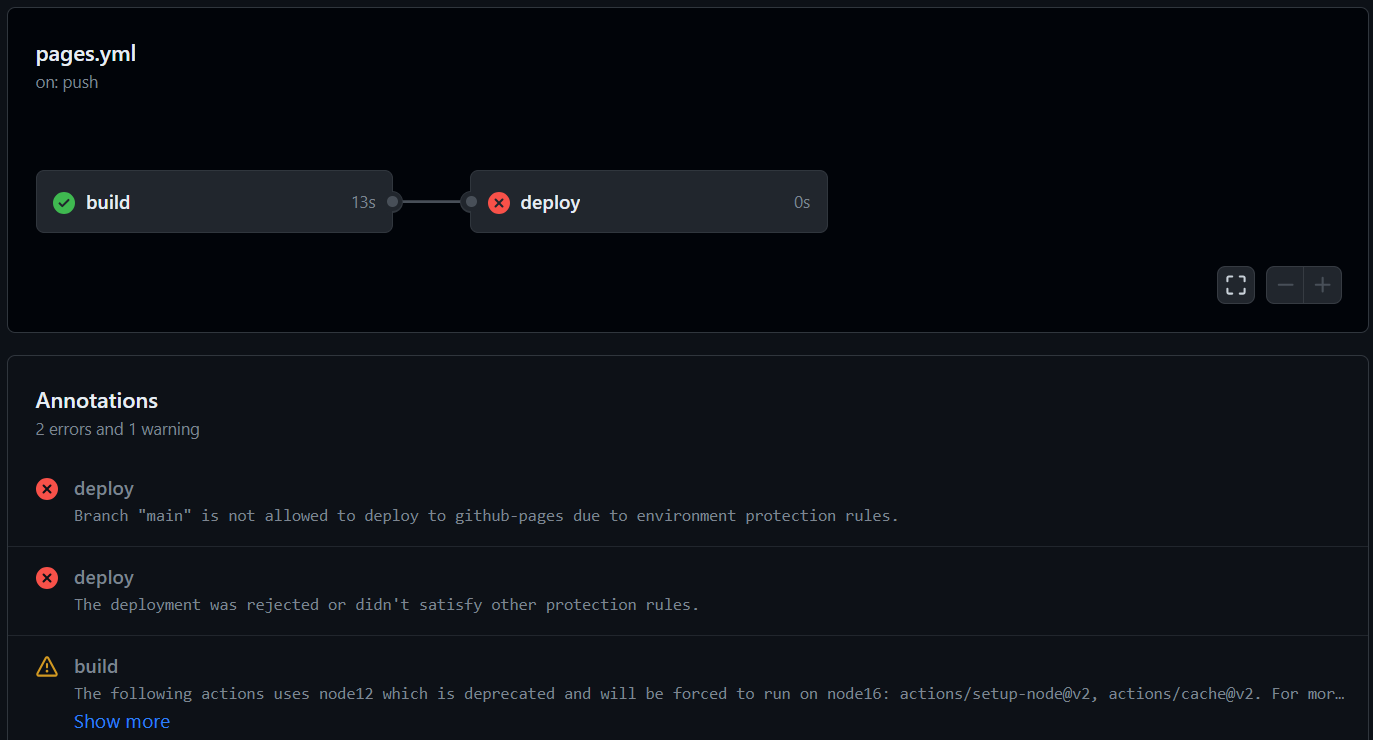 pages.yml
on: push
build 13s
deploy 0s
Annotations
2 errors and 1 warning
deploy
Branch "main" is not allowed to deploy to github-pages due to environment protection rules.
deploy
The deployment was rejected or didn't satisfy other protection rules.
build
The following actions uses node12 which is deprecated and will be forced to run on node16: actions/setup-node@v2, actions/cache@v2. For mor…
Show more